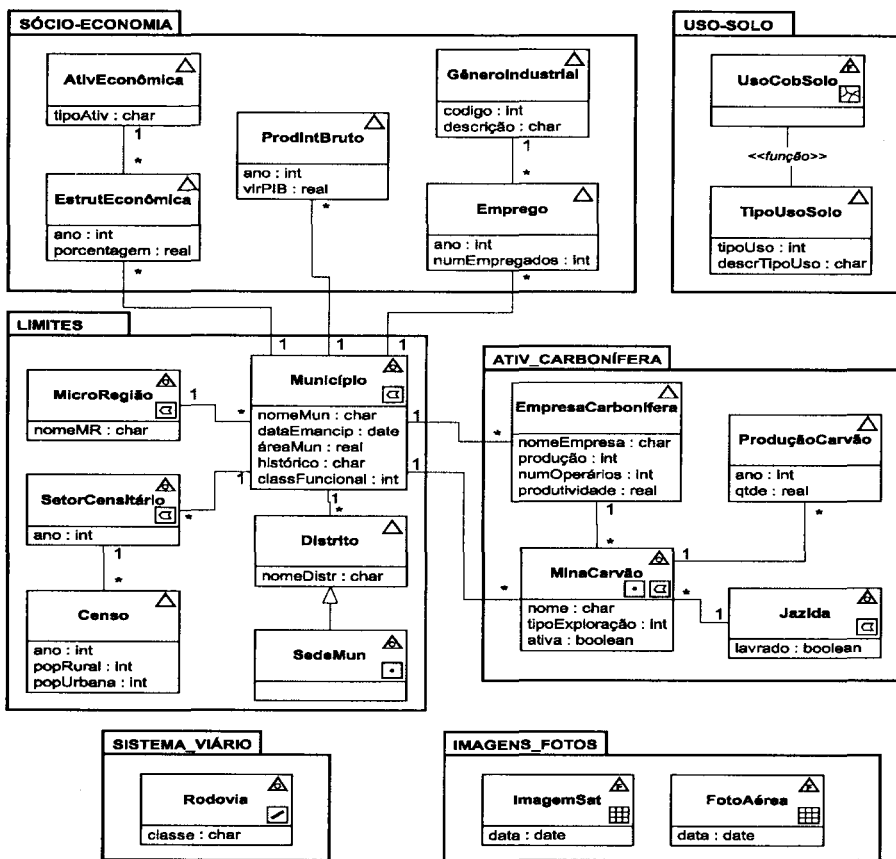 SÓCIO-ECONOMIA
AtivEconômica
tipoAtiv : char
1
*
EstrutEconômica
ano : int
porcentagem : real
*
ProdIntBruto
ano : int
vlrPIB : real
*
GêneroIndustrial
codigo : int
descrição : char
1
*
Emprego
ano : int
numEmpregados : int
*
USO-SOLO
UsoCobSolo
<<função>>
TipoUsoSolo
tipoUso : int
descrTipoUso : char
LIMITES
1
1
1
MicroRegião
nomeMR : char
1
*
Município
nomeMun : char
dataEmancip : date
áreaMun : real
histórico : char
classFuncional : int
1
1
SetorCensitário
ano : int
1
*
1
*
Censo
ano : int
popRural : int
popUrbana : int
1
*
Distrito
nomeDistr : char
SedeMun
ATIV_CARBONÍFERA
EmpresaCarbonífera
nomeEmpresa : char
produção : int
numOperários : int
produtividade : real
*
1
*
ProduçãoCarvão
ano : int
qtde : real
*
1
MinaCarvão
nome : char
tipoExploração : int
ativa : boolean
*
*
1
Jazida
lavrado : boolean
SISTEMA_VIÁRIO
Rodovia
classe : char
IMAGENS_FOTOS
ImagemSat
data : date
FotoAérea
data : date